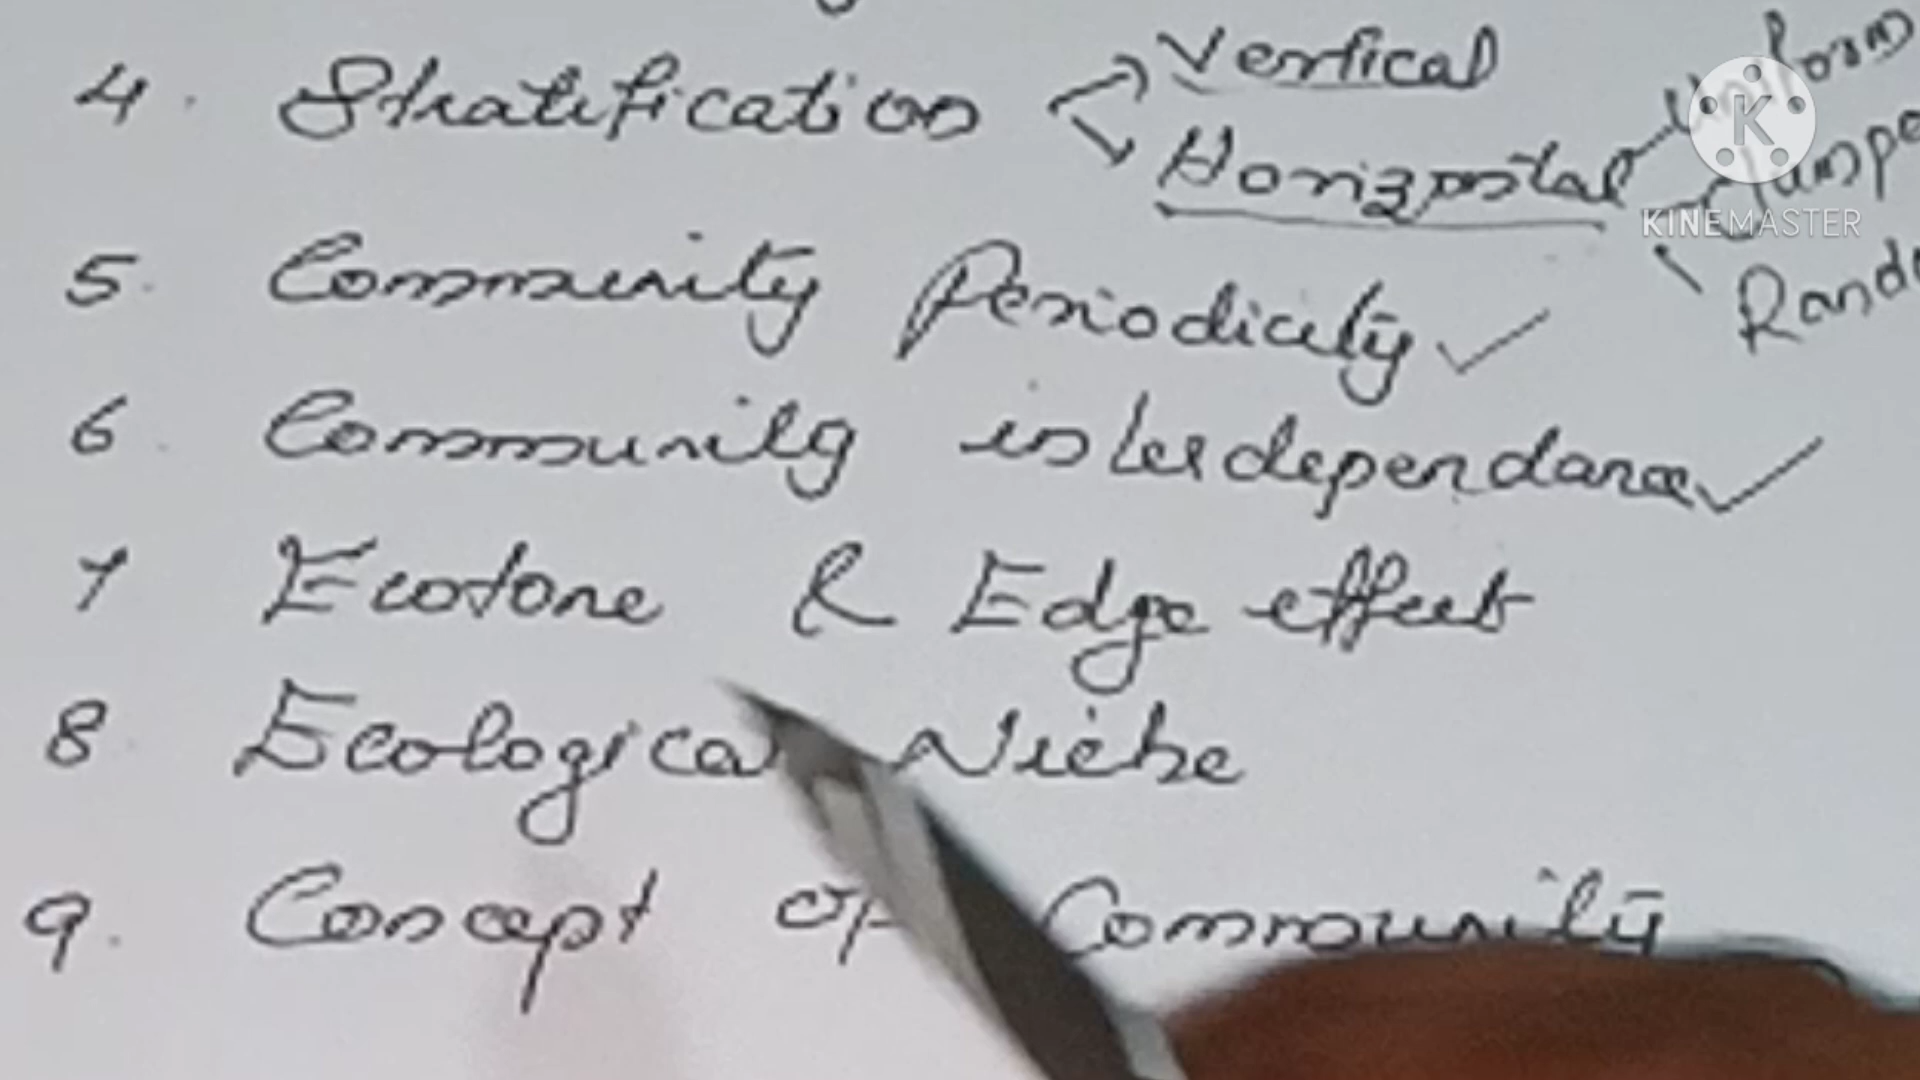 4. Stratification Vertical
Horizontal
5. Community Periodicity
6. Community interdependance
7 Ecotone & Edge effect
8. Ecological Niche
9. Concept of Community
K
KINEMASTER